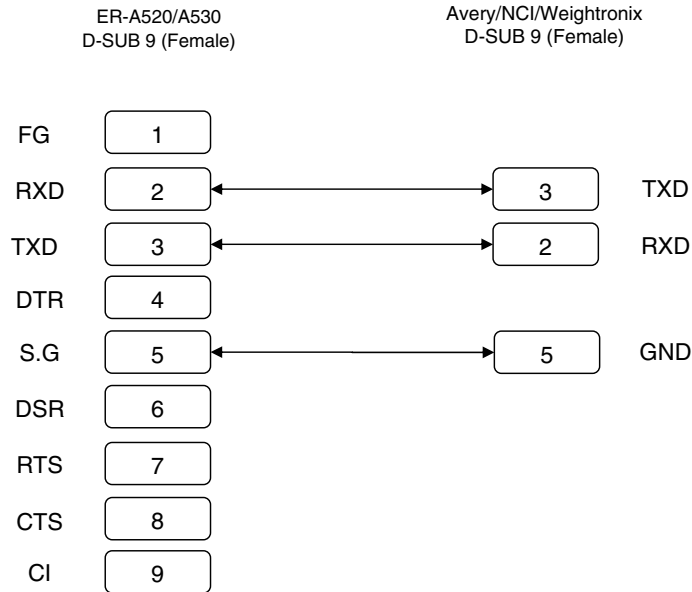 ER-A520/A530
D-SUB 9 (Female)
Avery/NCI/Weightronix
D-SUB 9 (Female)
FG 1
RXD 2 3 TXD
TXD 3 2 RXD
DTR 4
S.G 5 5 GND
DSR 6
RTS 7
CTS 8
CI 9